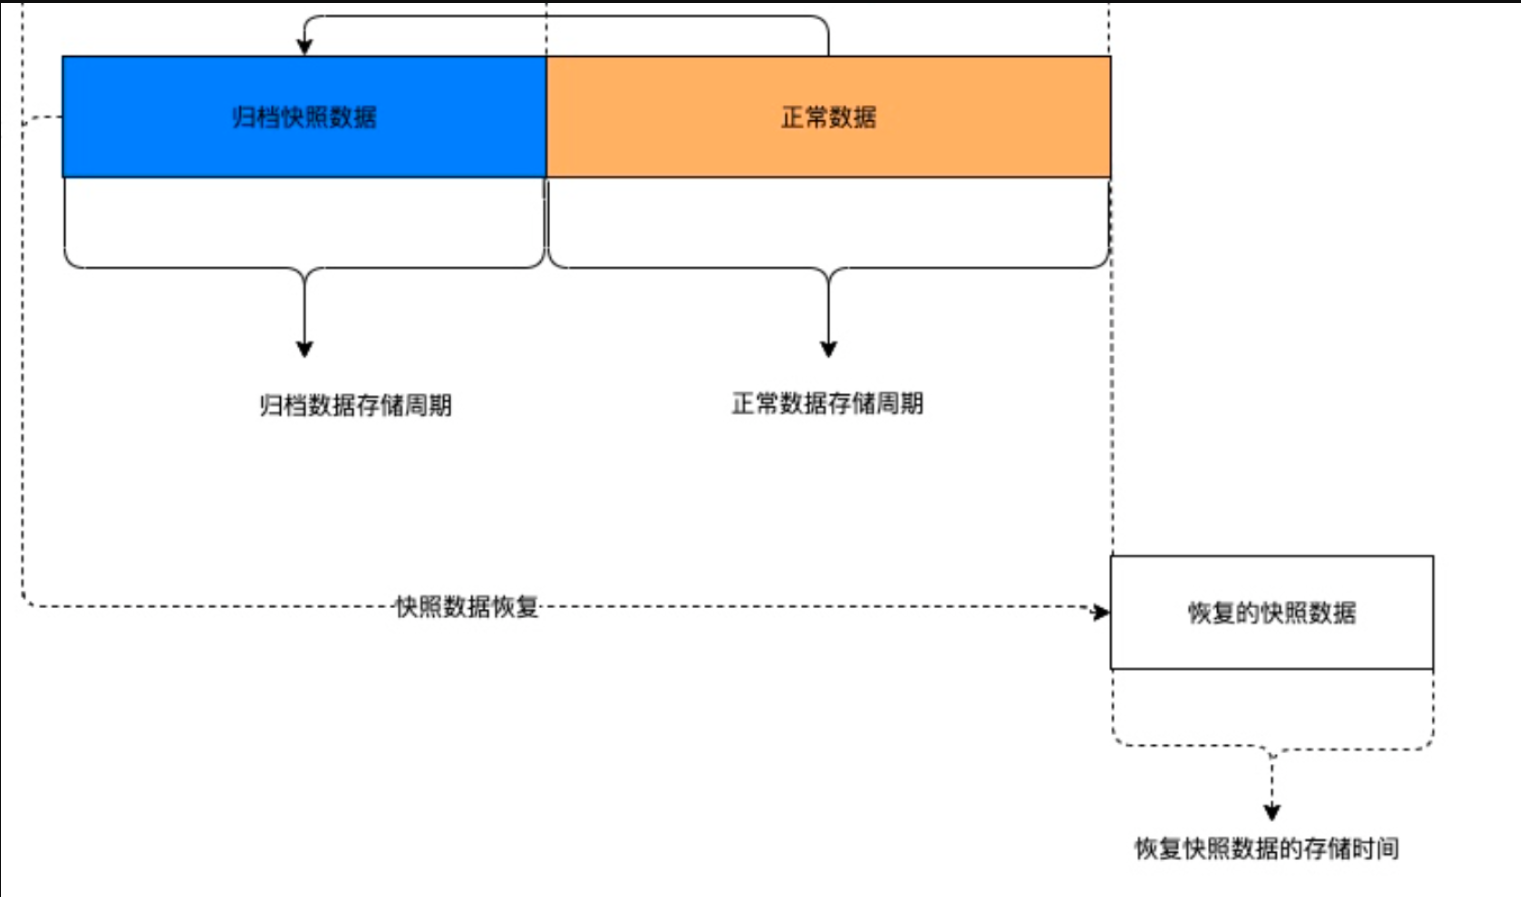 归档快照数据
正常数据
归档数据存储周期
正常数据存储周期
快照数据恢复
恢复的快照数据
恢复快照数据的存储时间